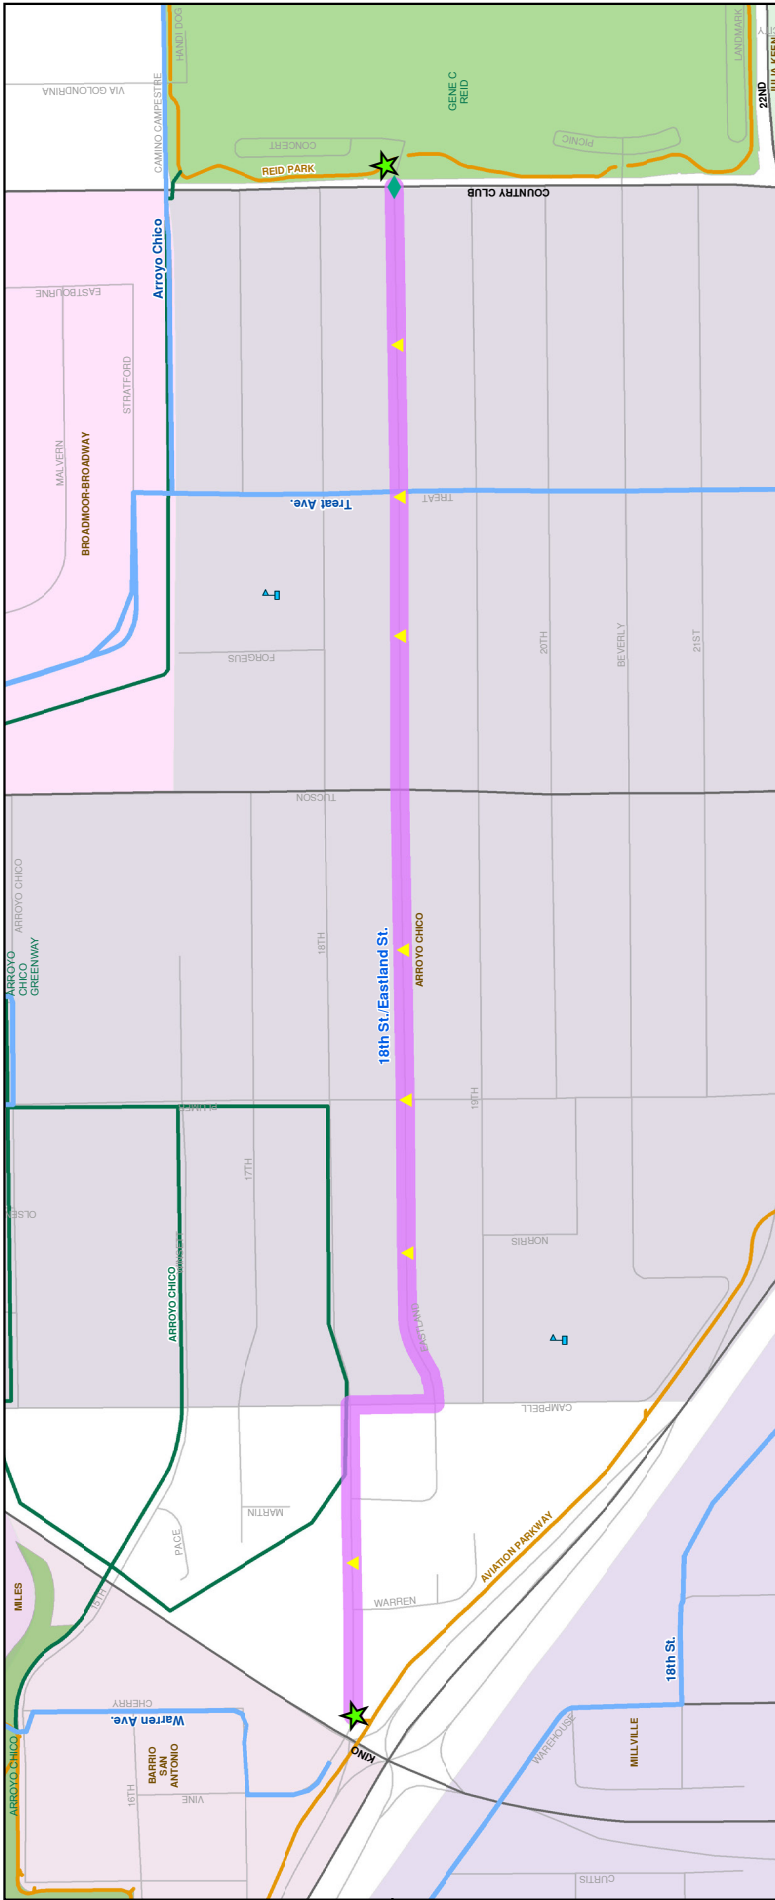 HANDI DOG
LANDMARK
VIA GOLONDRINA
CAMINO CAMPESTRE
GENE C
REID
22ND
CONCERT
PICNIC
REID PARK
COUNTRY CLUB
Arroyo Chico
EASTBOURNE
STRATFORD
MALVERN
BROADMOOR-BROADWAY
Treat Ave.
TREAT
FORGEUS
20TH
BEVERLY
21ST
TUCSON
ARROYO CHICO
ARROYO
CHICO
GREENWAY
18TH
18th St./Eastland St.
ARROYO CHICO
PLUMER
19TH
17TH
OLSEN
NORRIS
ARROYO CHICO
EASTLAND
CAMPBELL
MARTIN
PACE
AVIATION PARKWAY
MILES
15TH
WARREN
CHERRY
Warren Ave.
18th St.
KINO
WAREHOUSE
MILLVILLE
BARRIO
SAN
ANTONIO
ARROYO CHICO
16TH
VINE
CURTIS